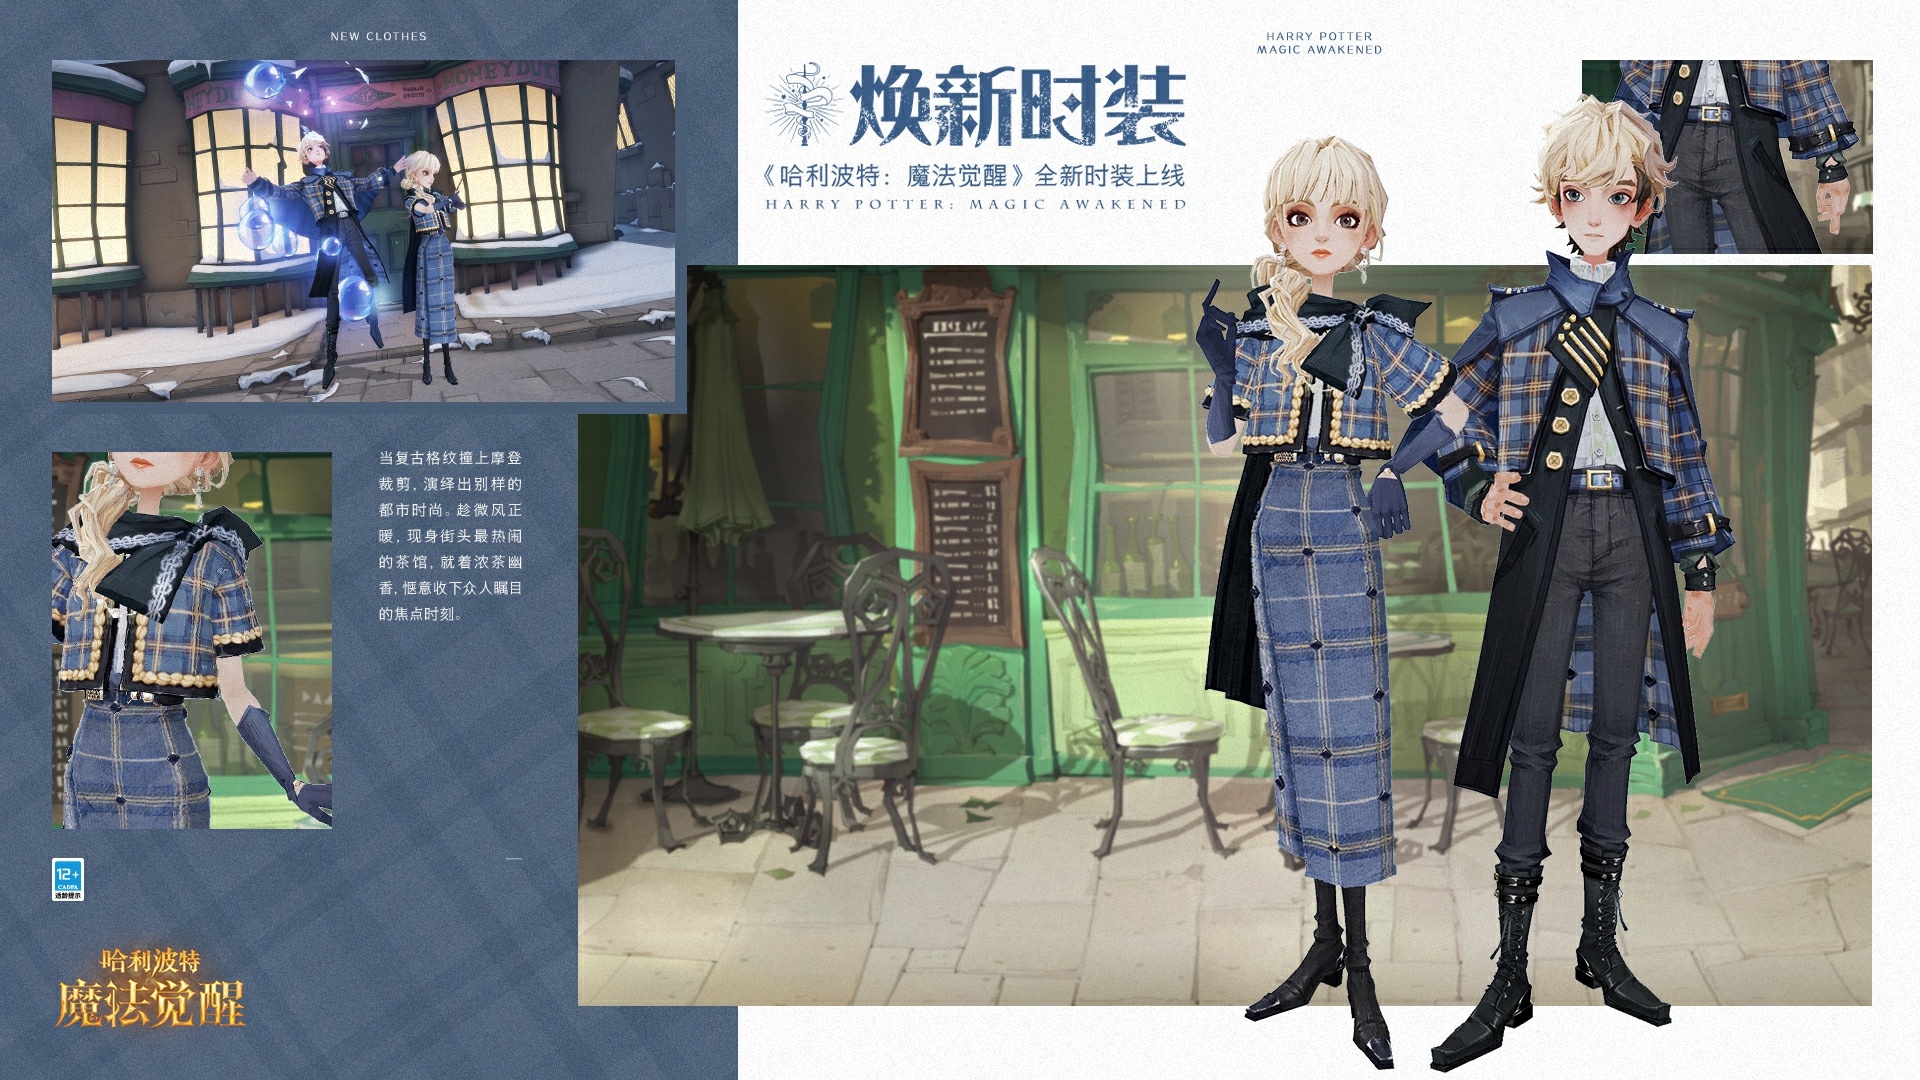 NEW CLOTHES
HARRY POTTER
MAGIC AWAKENED
焕新时装
《哈利波特：魔法觉醒》全新时装上线
HARRY POTTER: MAGIC AWAKENED
HONEYDUK
当复古格纹撞上摩登
裁剪，演绎出别样的
都市时尚。趁微风正
暖，现身街头最热闹
的茶馆，就着浓茶幽
香，惬意收下众人瞩目
的焦点时刻。
12+
CADPA
适龄提示
哈利波特
魔法觉醒